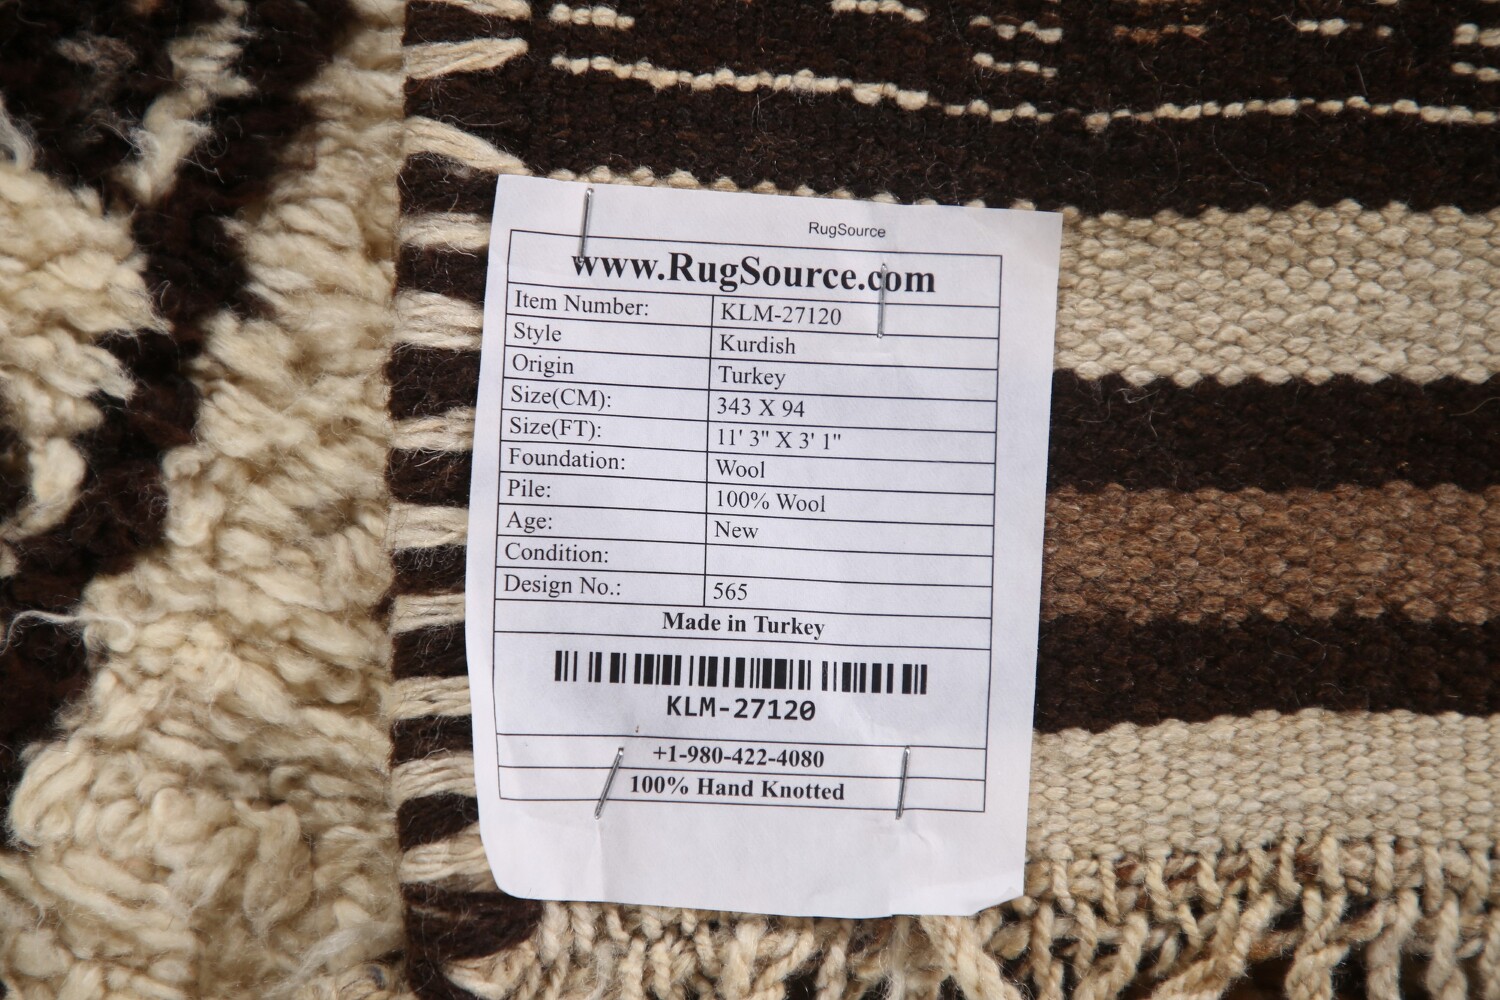 RugSource
www.RugSource.com
Item Number: KLM-27120
Style Kurdish
Origin Turkey
Size(CM): 343 X 94
Size(FT): 11' 3" X 3' 1"
Foundation: Wool
Pile: 100% Wool
Age: New
Condition:
Design No.: 565
Made in Turkey
KLM-27120
+1-980-422-4080
100% Hand Knotted